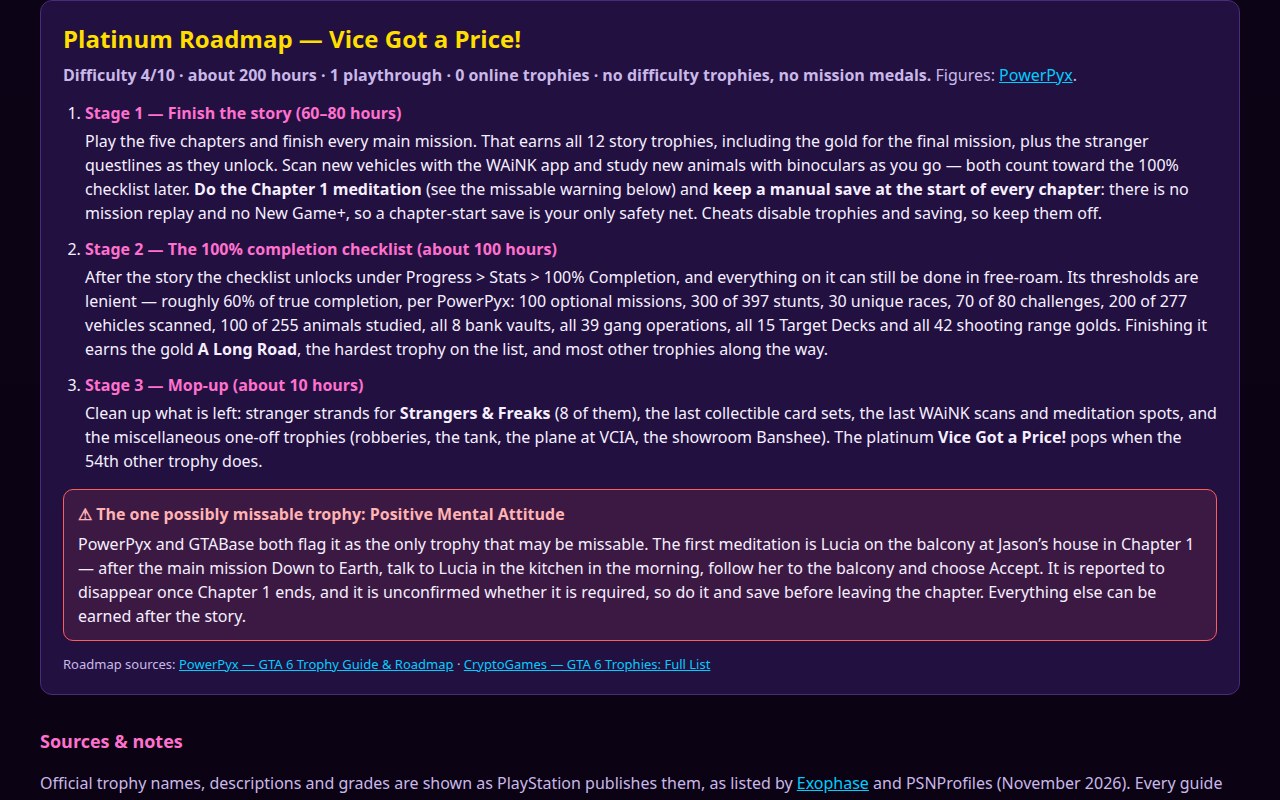 Platinum Roadmap — Vice Got a Price!
Difficulty 4/10 · about 200 hours · 1 playthrough · 0 online trophies · no difficulty trophies, no mission medals. Figures: PowerPyx.
1. Stage 1 — Finish the story (60–80 hours)
Play the five chapters and finish every main mission. That earns all 12 story trophies, including the gold for the final mission, plus the stranger
questlines as they unlock. Scan new vehicles with the WAiNK app and study new animals with binoculars as you go — both count toward the 100%
checklist later. Do the Chapter 1 meditation (see the missable warning below) and keep a manual save at the start of every chapter: there is no
mission replay and no New Game+, so a chapter-start save is your only safety net. Cheats disable trophies and saving, so keep them off.
2. Stage 2 — The 100% completion checklist (about 100 hours)
After the story the checklist unlocks under Progress > Stats > 100% Completion, and everything on it can still be done in free-roam. Its thresholds are
lenient — roughly 60% of true completion, per PowerPyx: 100 optional missions, 300 of 397 stunts, 30 unique races, 70 of 80 challenges, 200 of 277
vehicles scanned, 100 of 255 animals studied, all 8 bank vaults, all 39 gang operations, all 15 Target Decks and all 42 shooting range golds. Finishing it
earns the gold A Long Road, the hardest trophy on the list, and most other trophies along the way.
3. Stage 3 — Mop-up (about 10 hours)
Clean up what is left: stranger strands for Strangers & Freaks (8 of them), the last collectible card sets, the last WAiNK scans and meditation spots, and
the miscellaneous one-off trophies (robberies, the tank, the plane at VCIA, the showroom Banshee). The platinum Vice Got a Price! pops when the
54th other trophy does.
⚠ The one possibly missable trophy: Positive Mental Attitude
PowerPyx and GTABase both flag it as the only trophy that may be missable. The first meditation is Lucia on the balcony at Jason’s house in Chapter 1
— after the main mission Down to Earth, talk to Lucia in the kitchen in the morning, follow her to the balcony and choose Accept. It is reported to
disappear once Chapter 1 ends, and it is unconfirmed whether it is required, so do it and save before leaving the chapter. Everything else can be
earned after the story.
Roadmap sources: PowerPyx — GTA 6 Trophy Guide & Roadmap · CryptoGames — GTA 6 Trophies: Full List
Sources & notes
Official trophy names, descriptions and grades are shown as PlayStation publishes them, as listed by Exophase and PSNProfiles (November 2026). Every guide